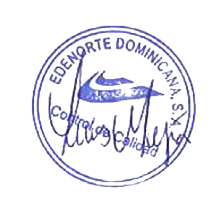 EDENORTE DOMINICANA, S.A.
Control de Calidad